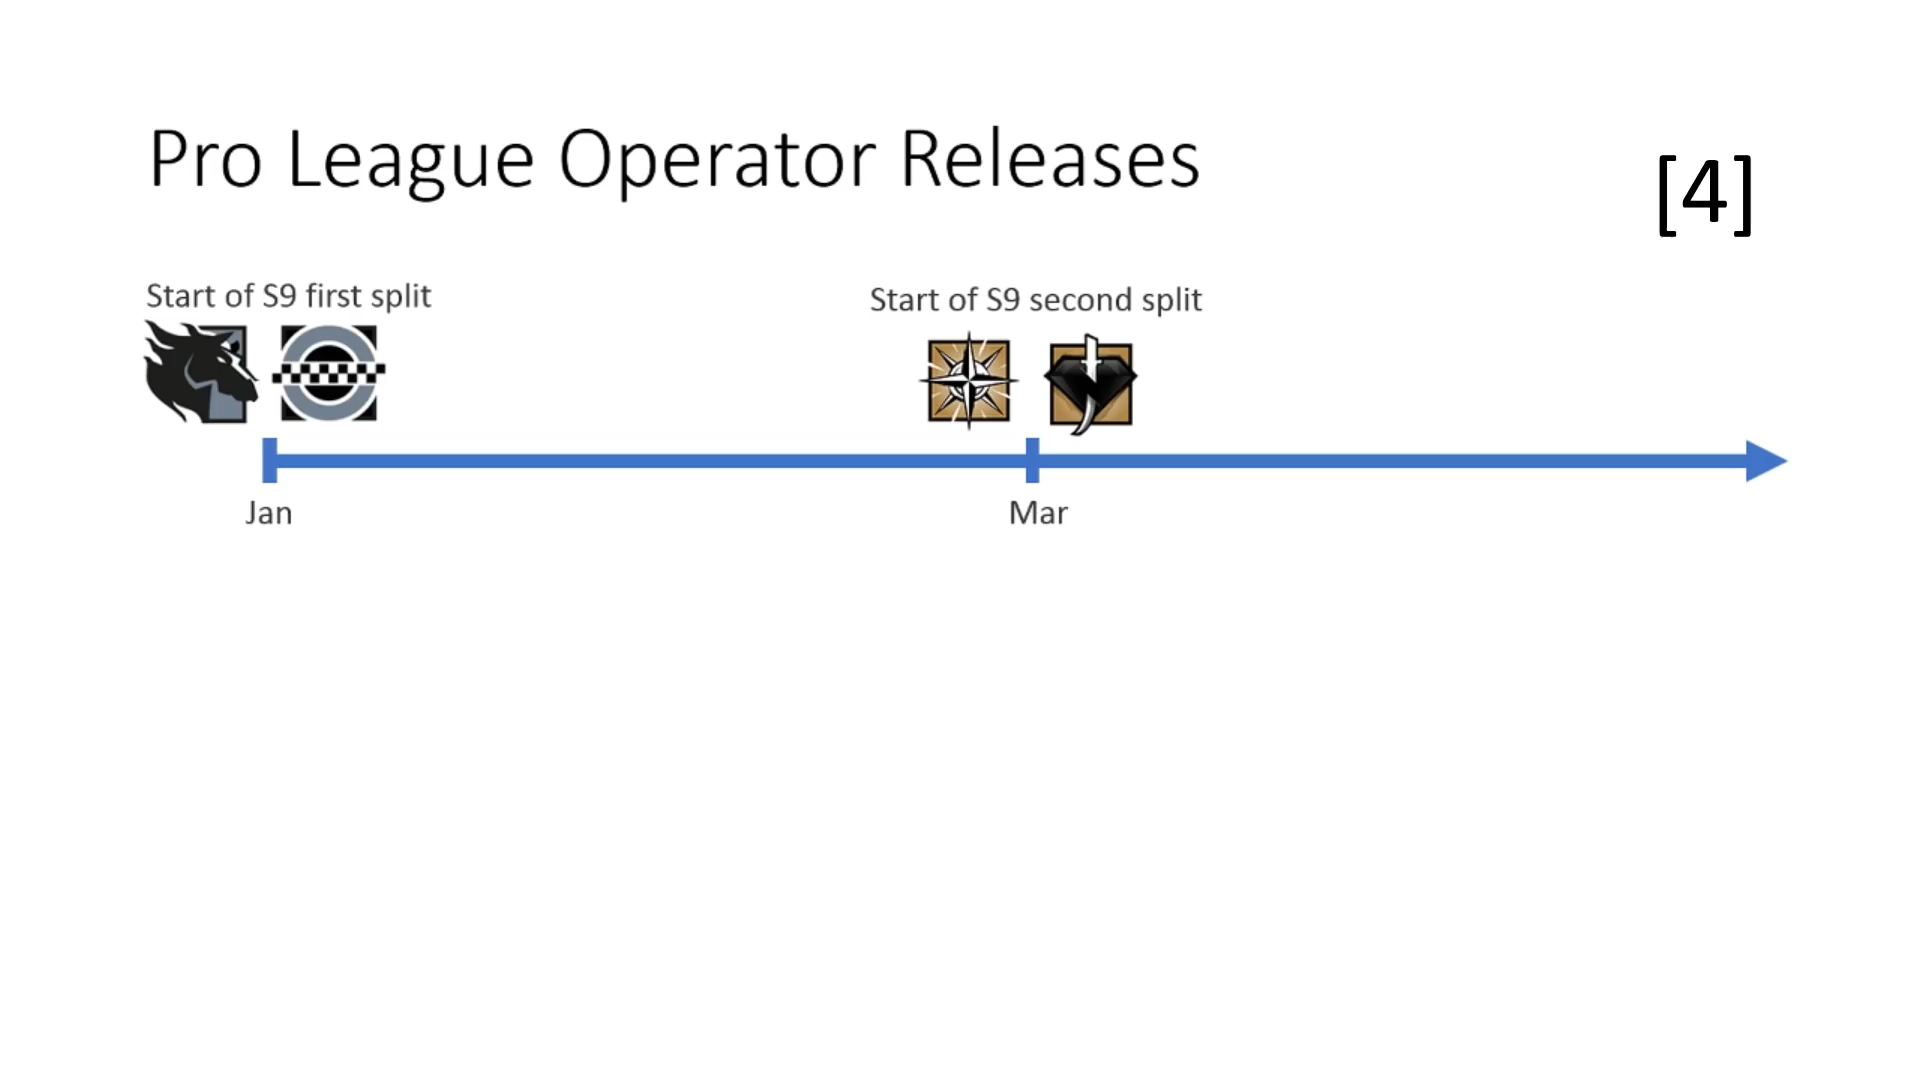 Pro League Operator Releases
[4]
Start of S9 first split
Start of S9 second split
Jan
Mar